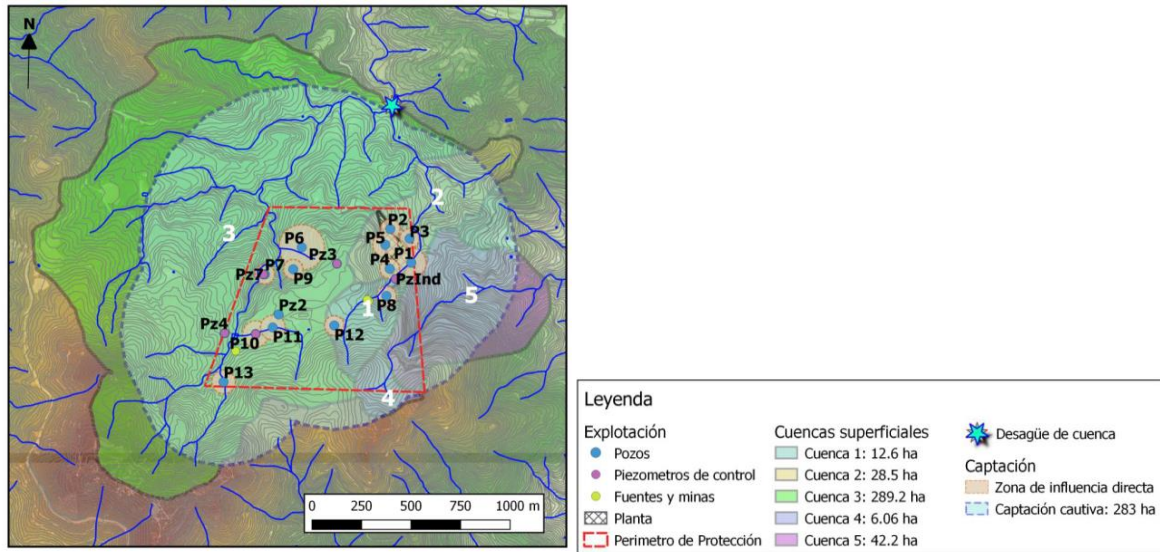 N
2
3
P2
P5
P3
P6
P1
Pz3
P7
P4
Pz7
P9
PzInd
5
P8
1
Pz2
Pz4
P11
P12
P10
P13
4
0 250 500 750 1000 m
Leyenda
Explotación
Pozos
Piezometros de control
Fuentes y minas
Planta
Perimetro de Protección
Cuencas superficiales
Cuenca 1: 12.6 ha
Cuenca 2: 28.5 ha
Cuenca 3: 289.2 ha
Cuenca 4: 6.06 ha
Cuenca 5: 42.2 ha
Desagüe de cuenca
Captación
Zona de influencia directa
Captación cautiva: 283 ha